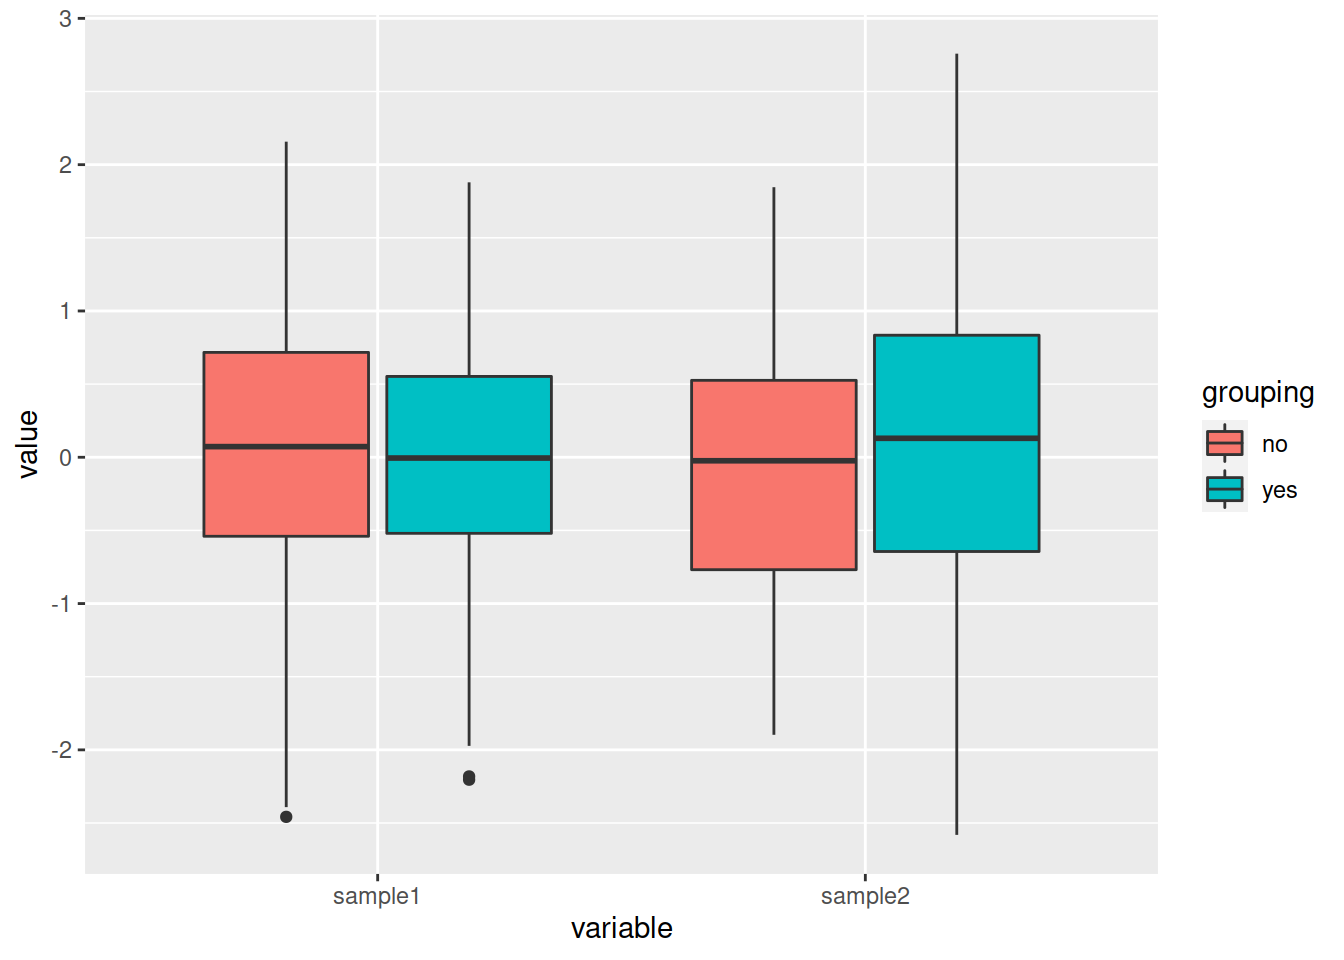 3
2
1
0
-1
-2
value
sample1
sample2
variable
grouping
no
yes